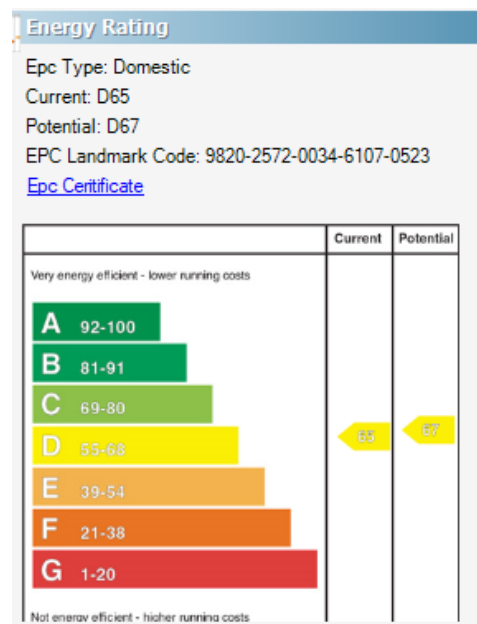 Energy Rating
Epc Type: Domestic
Current: D65
Potential: D67
EPC Landmark Code: 9820-2572-0034-6107-0523
Epc Ceritificate
Current Potential
Very energy efficient - lower running costs
A 92-100
B 81-91
C 69-80
D 55-68
65 67
E 39-54
F 21-38
G 1-20
Not energy efficient - higher running costs